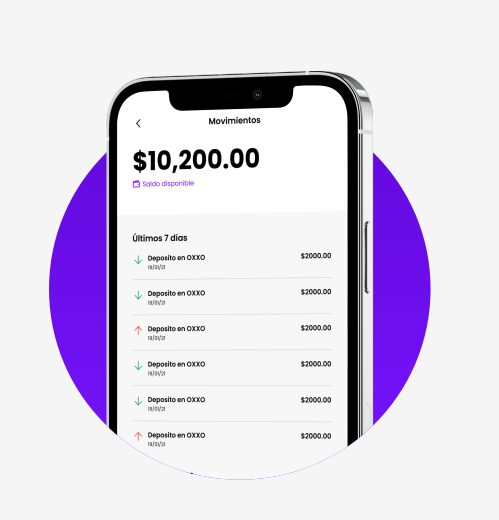 Movimientos
$10,200.00
Saldo disponible
Últimos 7 días
Deposito en OXXO $2000.00
19/01/21
Deposito en OXXO $2000.00
19/01/21
Deposito en OXXO $2000.00
19/01/21
Deposito en OXXO $2000.00
19/01/21
Deposito en OXXO $2000.00
19/01/21
Deposito en OXXO $2000.00
19/01/21